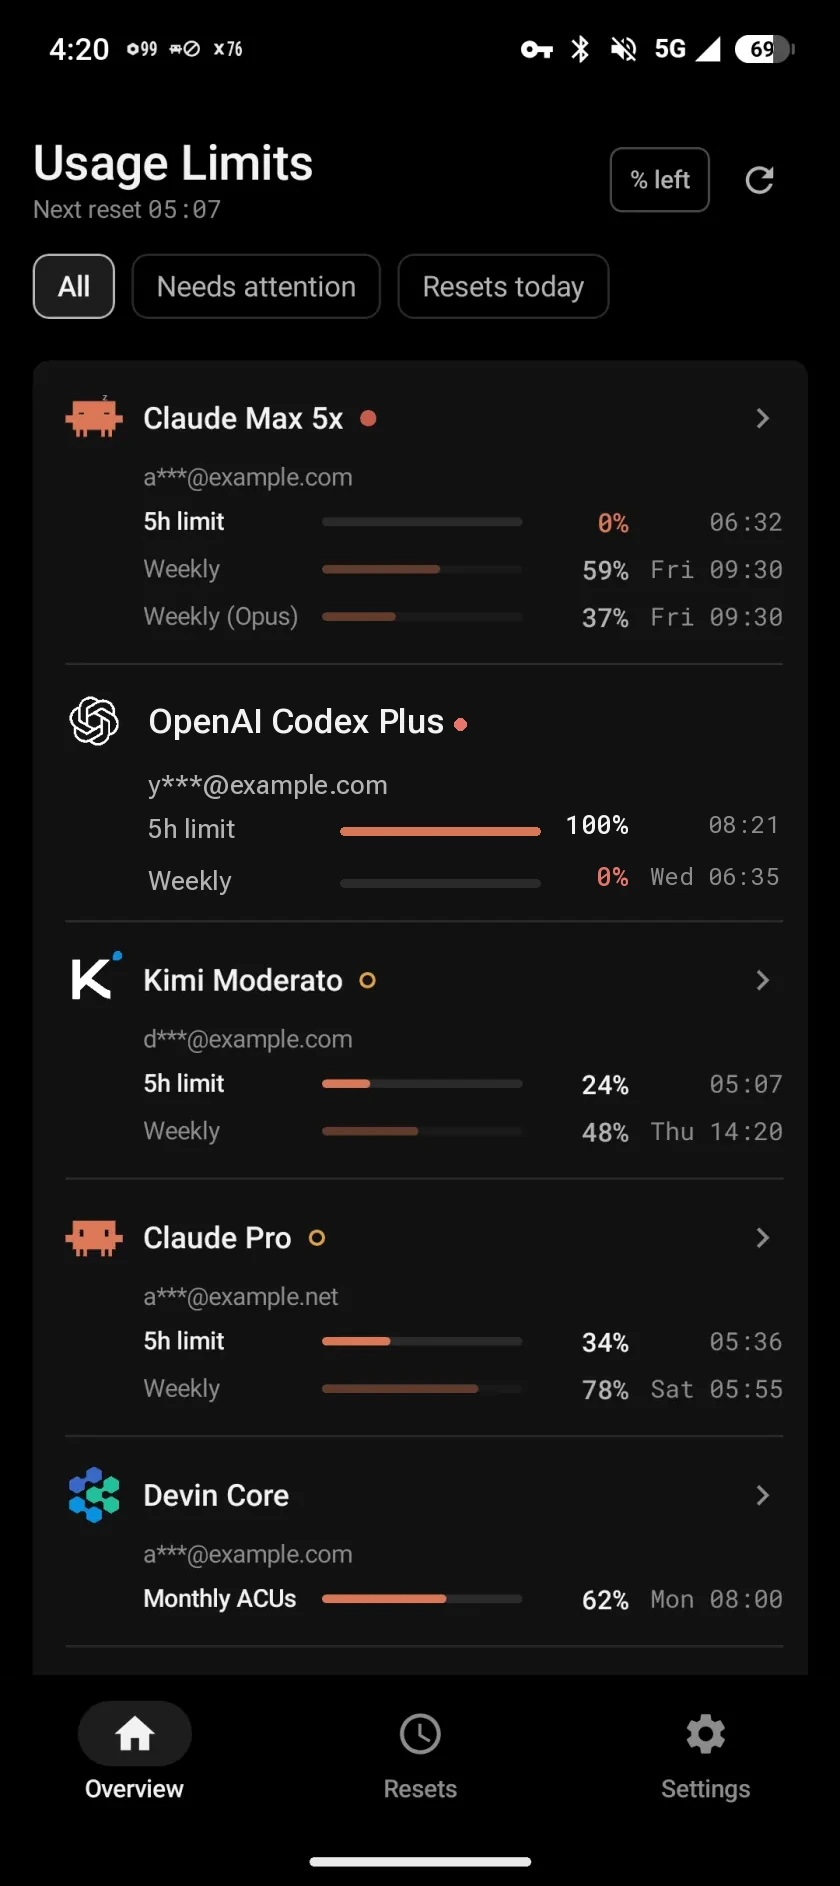 4:20 99 x76 5G 69
Usage Limits
Next reset 05:07
% left
All Needs attention Resets today
z
Claude Max 5x
a***@example.com
5h limit 0% 06:32
Weekly 59% Fri 09:30
Weekly (Opus) 37% Fri 09:30
OpenAI Codex Plus
y***@example.com
5h limit 100% 08:21
Weekly 0% Wed 06:35
Kimi Moderato
d***@example.com
5h limit 24% 05:07
Weekly 48% Thu 14:20
Claude Pro
a***@example.net
5h limit 34% 05:36
Weekly 78% Sat 05:55
Devin Core
a***@example.com
Monthly ACUs 62% Mon 08:00
Overview Resets Settings